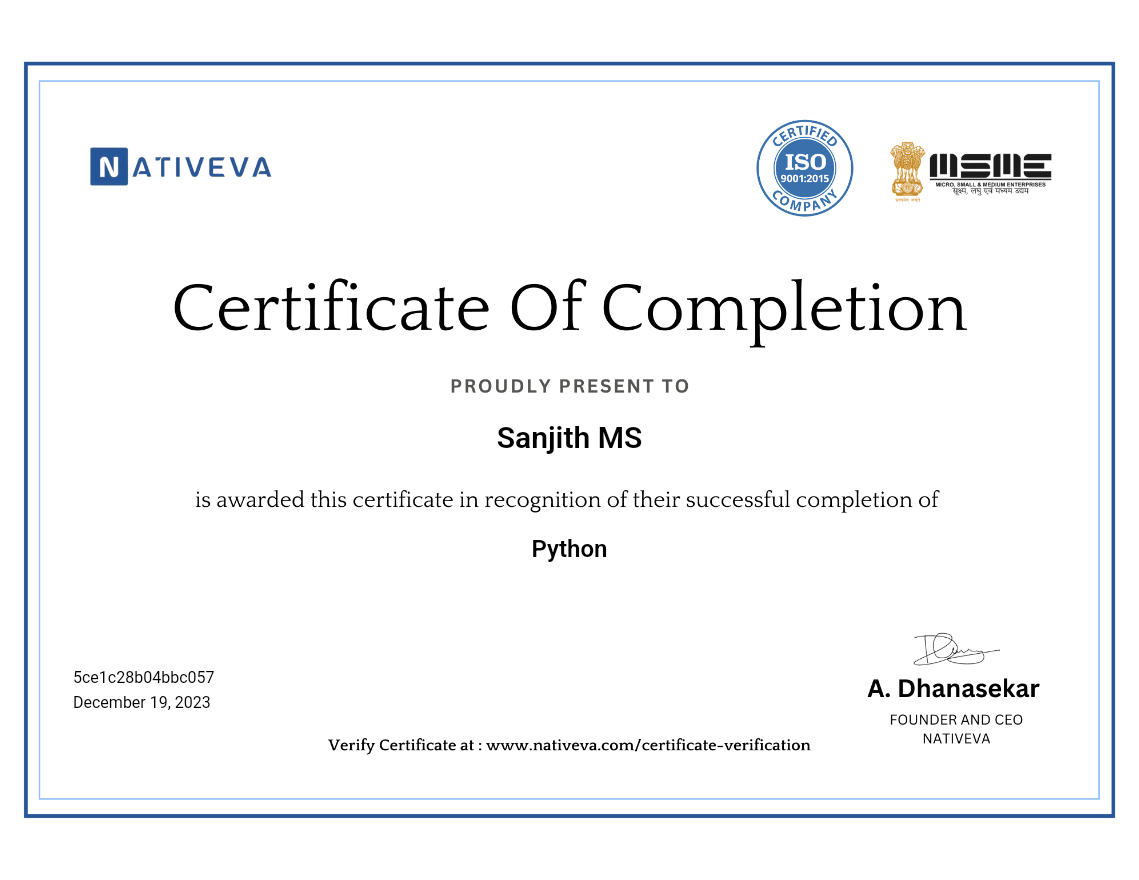 NATIVEVA
CERTIFIED
ISO
9001:2015
COMPANY
MSME
MICRO, SMALL & MEDIUM ENTERPRISES
सूक्ष्म, लघु एवं मध्यम उद्यम
सत्यमेव जयते
Certificate Of Completion
PROUDLY PRESENT TO
Sanjith MS
is awarded this certificate in recognition of their successful completion of
Python
5ce1c28b04bbc057
December 19, 2023
A. Dhanasekar
FOUNDER AND CEO
NATIVEVA
Verify Certificate at : www.nativeva.com/certificate-verification